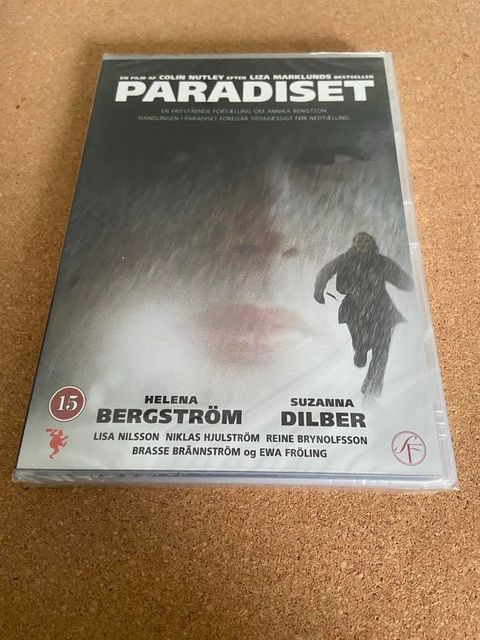 EN FILM AF COLIN NUTLEY EFTER LIZA MARKLUNDS BESTSELLER
PARADISET
EN FRITSTÅENDE FORTÆLLING OM ANNIKA BENGTZON
HANDLINGEN I PARADISET FOREGÅR TIDSMÆSSIGT FØR NEDTÆLLING
15
HELENA BERGSTRÖM
SUZANNA DILBER
LISA NILSSON NIKLAS HJULSTRÖM REINE BRYNOLFSSON
BRASSE BRÄNNSTRÖM og EWA FRÖLING
SF